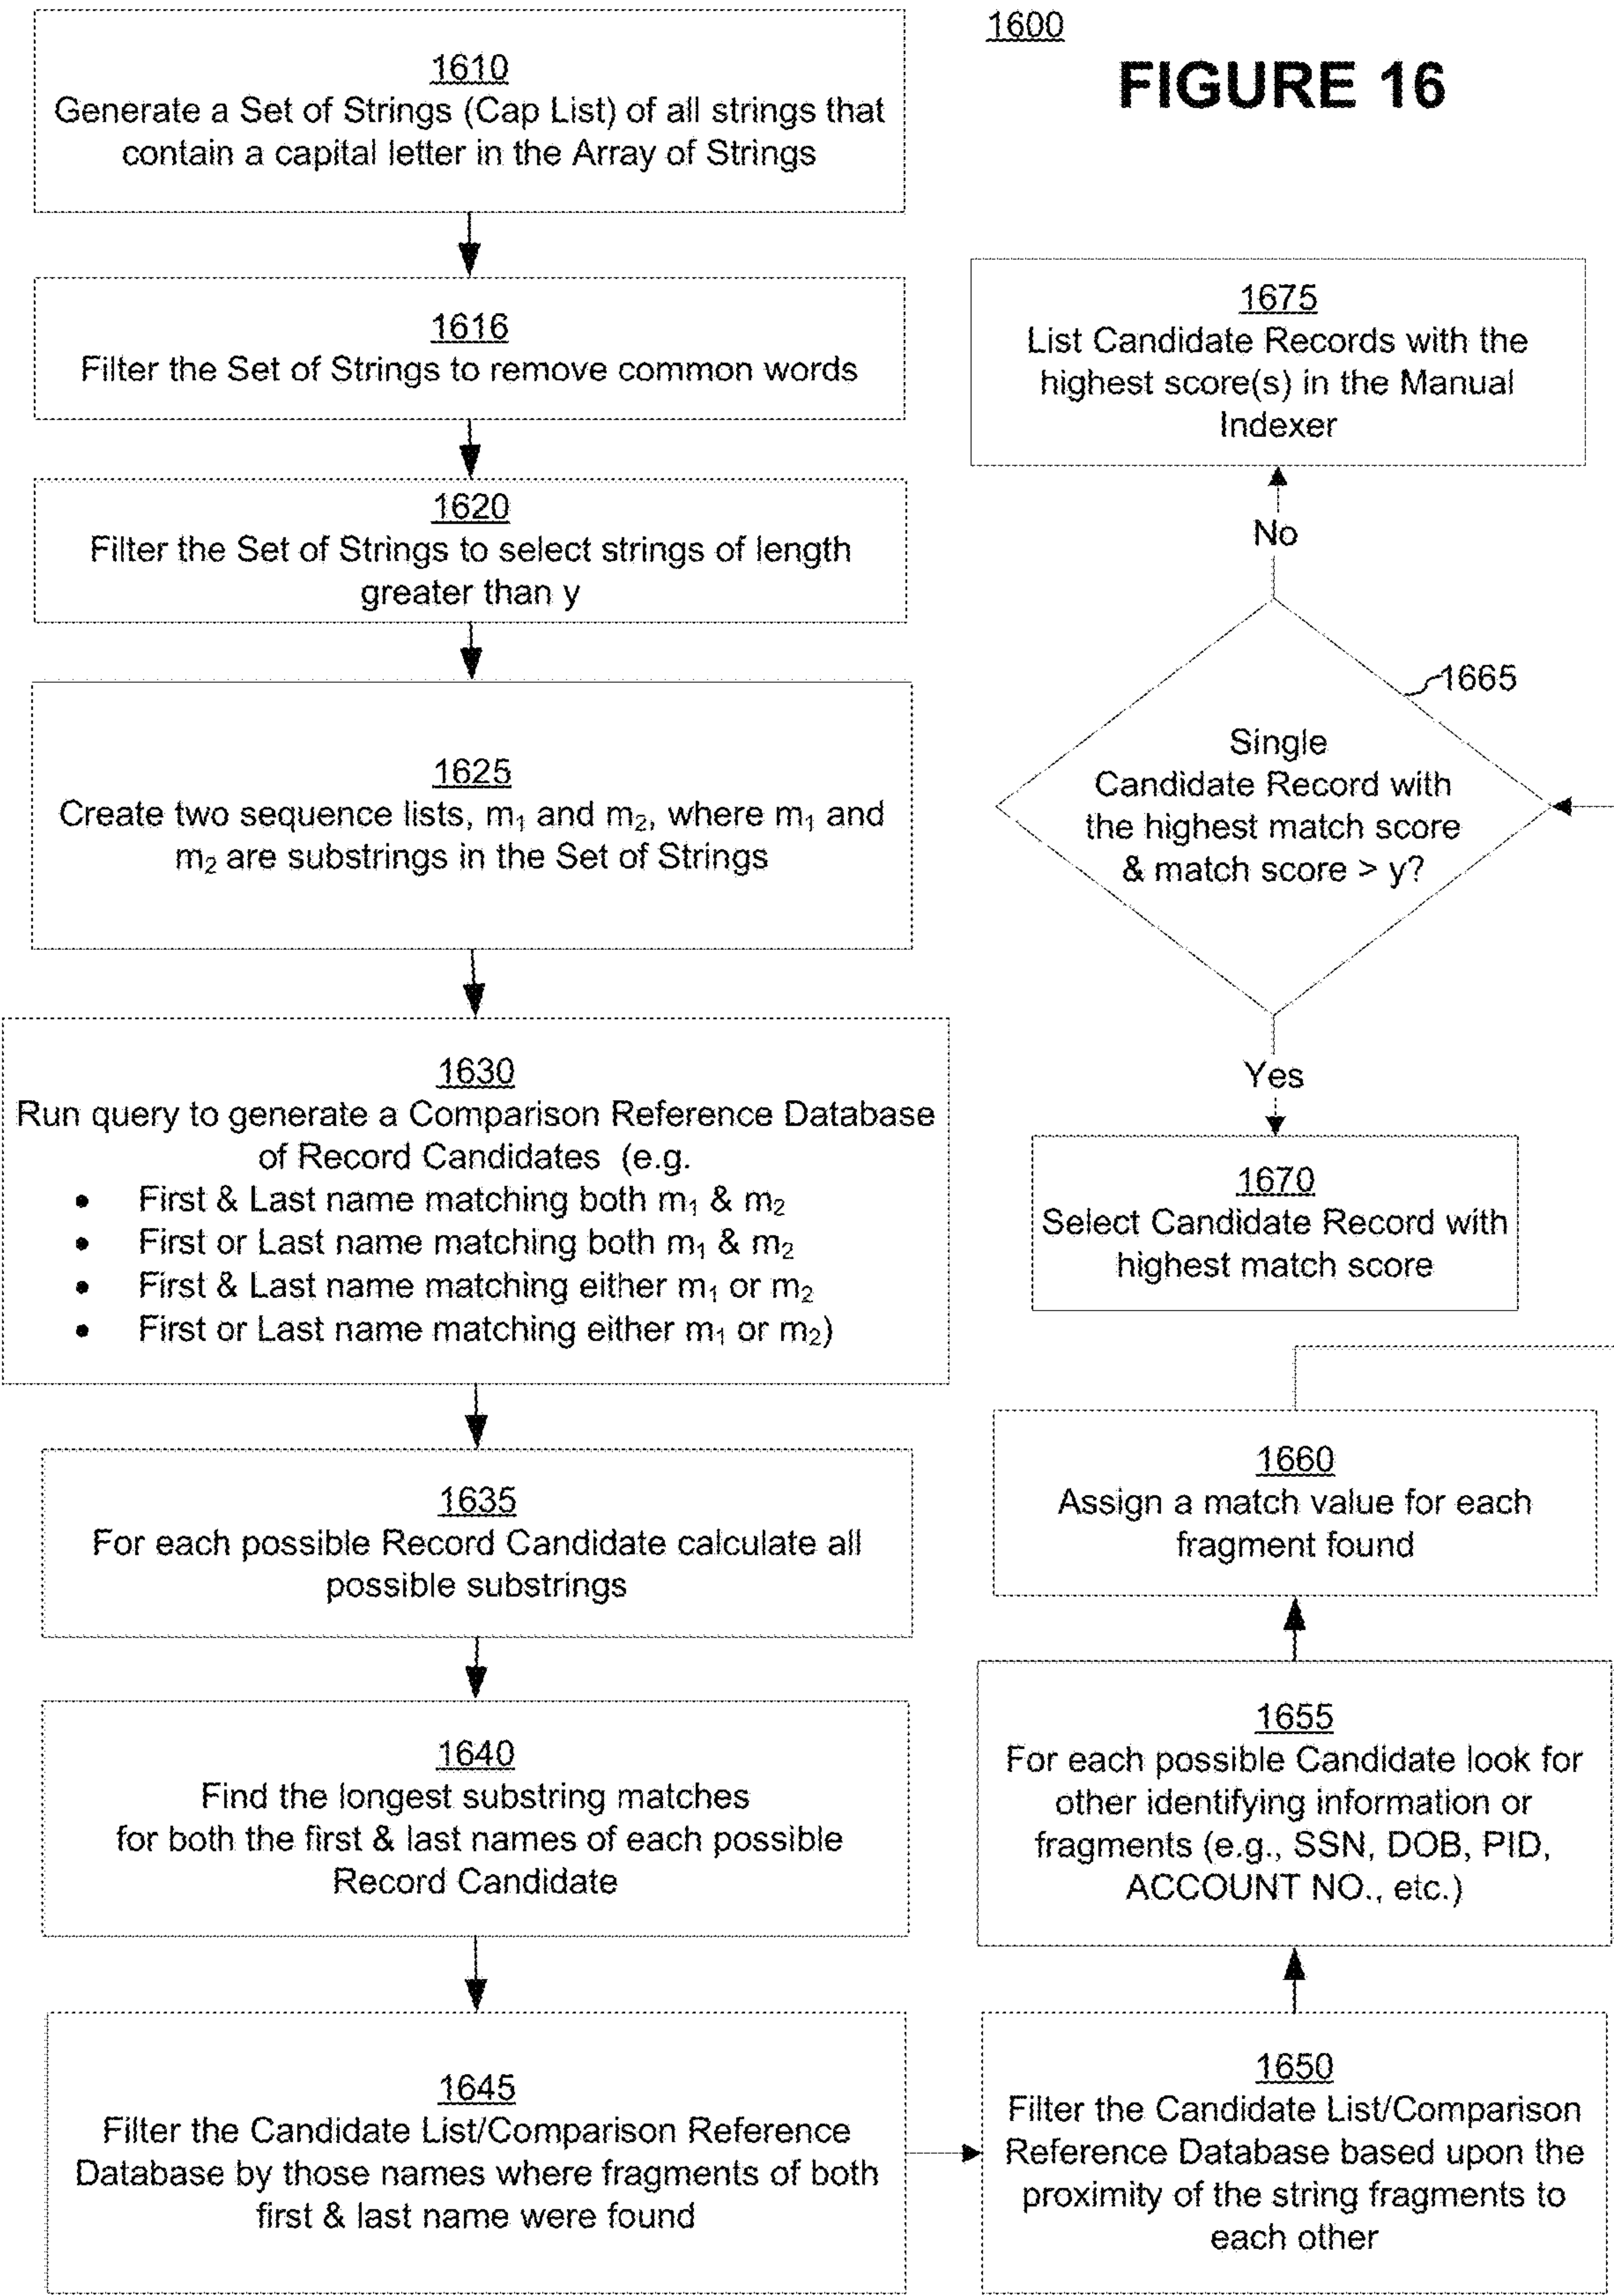 1600
FIGURE 16
1610
Generate a Set of Strings (Cap List) of all strings that
contain a capital letter in the Array of Strings
1616
Filter the Set of Strings to remove common words
1620
Filter the Set of Strings to select strings of length
greater than y
1625
Create two sequence lists, m₁ and m₂, where m₁ and
m₂ are substrings in the Set of Strings
1630
Run query to generate a Comparison Reference Database
of Record Candidates (e.g.
• First & Last name matching both m₁ & m₂
• First or Last name matching both m₁ & m₂
• First & Last name matching either m₁ or m₂
• First or Last name matching either m₁ or m₂)
1635
For each possible Record Candidate calculate all
possible substrings
1640
Find the longest substring matches
for both the first & last names of each possible
Record Candidate
1645
Filter the Candidate List/Comparison Reference
Database by those names where fragments of both
first & last name were found
1650
Filter the Candidate List/Comparison
Reference Database based upon the
proximity of the string fragments to
each other
1655
For each possible Candidate look for
other identifying information or
fragments (e.g., SSN, DOB, PID,
ACCOUNT NO., etc.)
1660
Assign a match value for each
fragment found
1665
Single
Candidate Record with
the highest match score
& match score > y?
Yes
1670
Select Candidate Record with
highest match score
No
1675
List Candidate Records with the
highest score(s) in the Manual
Indexer